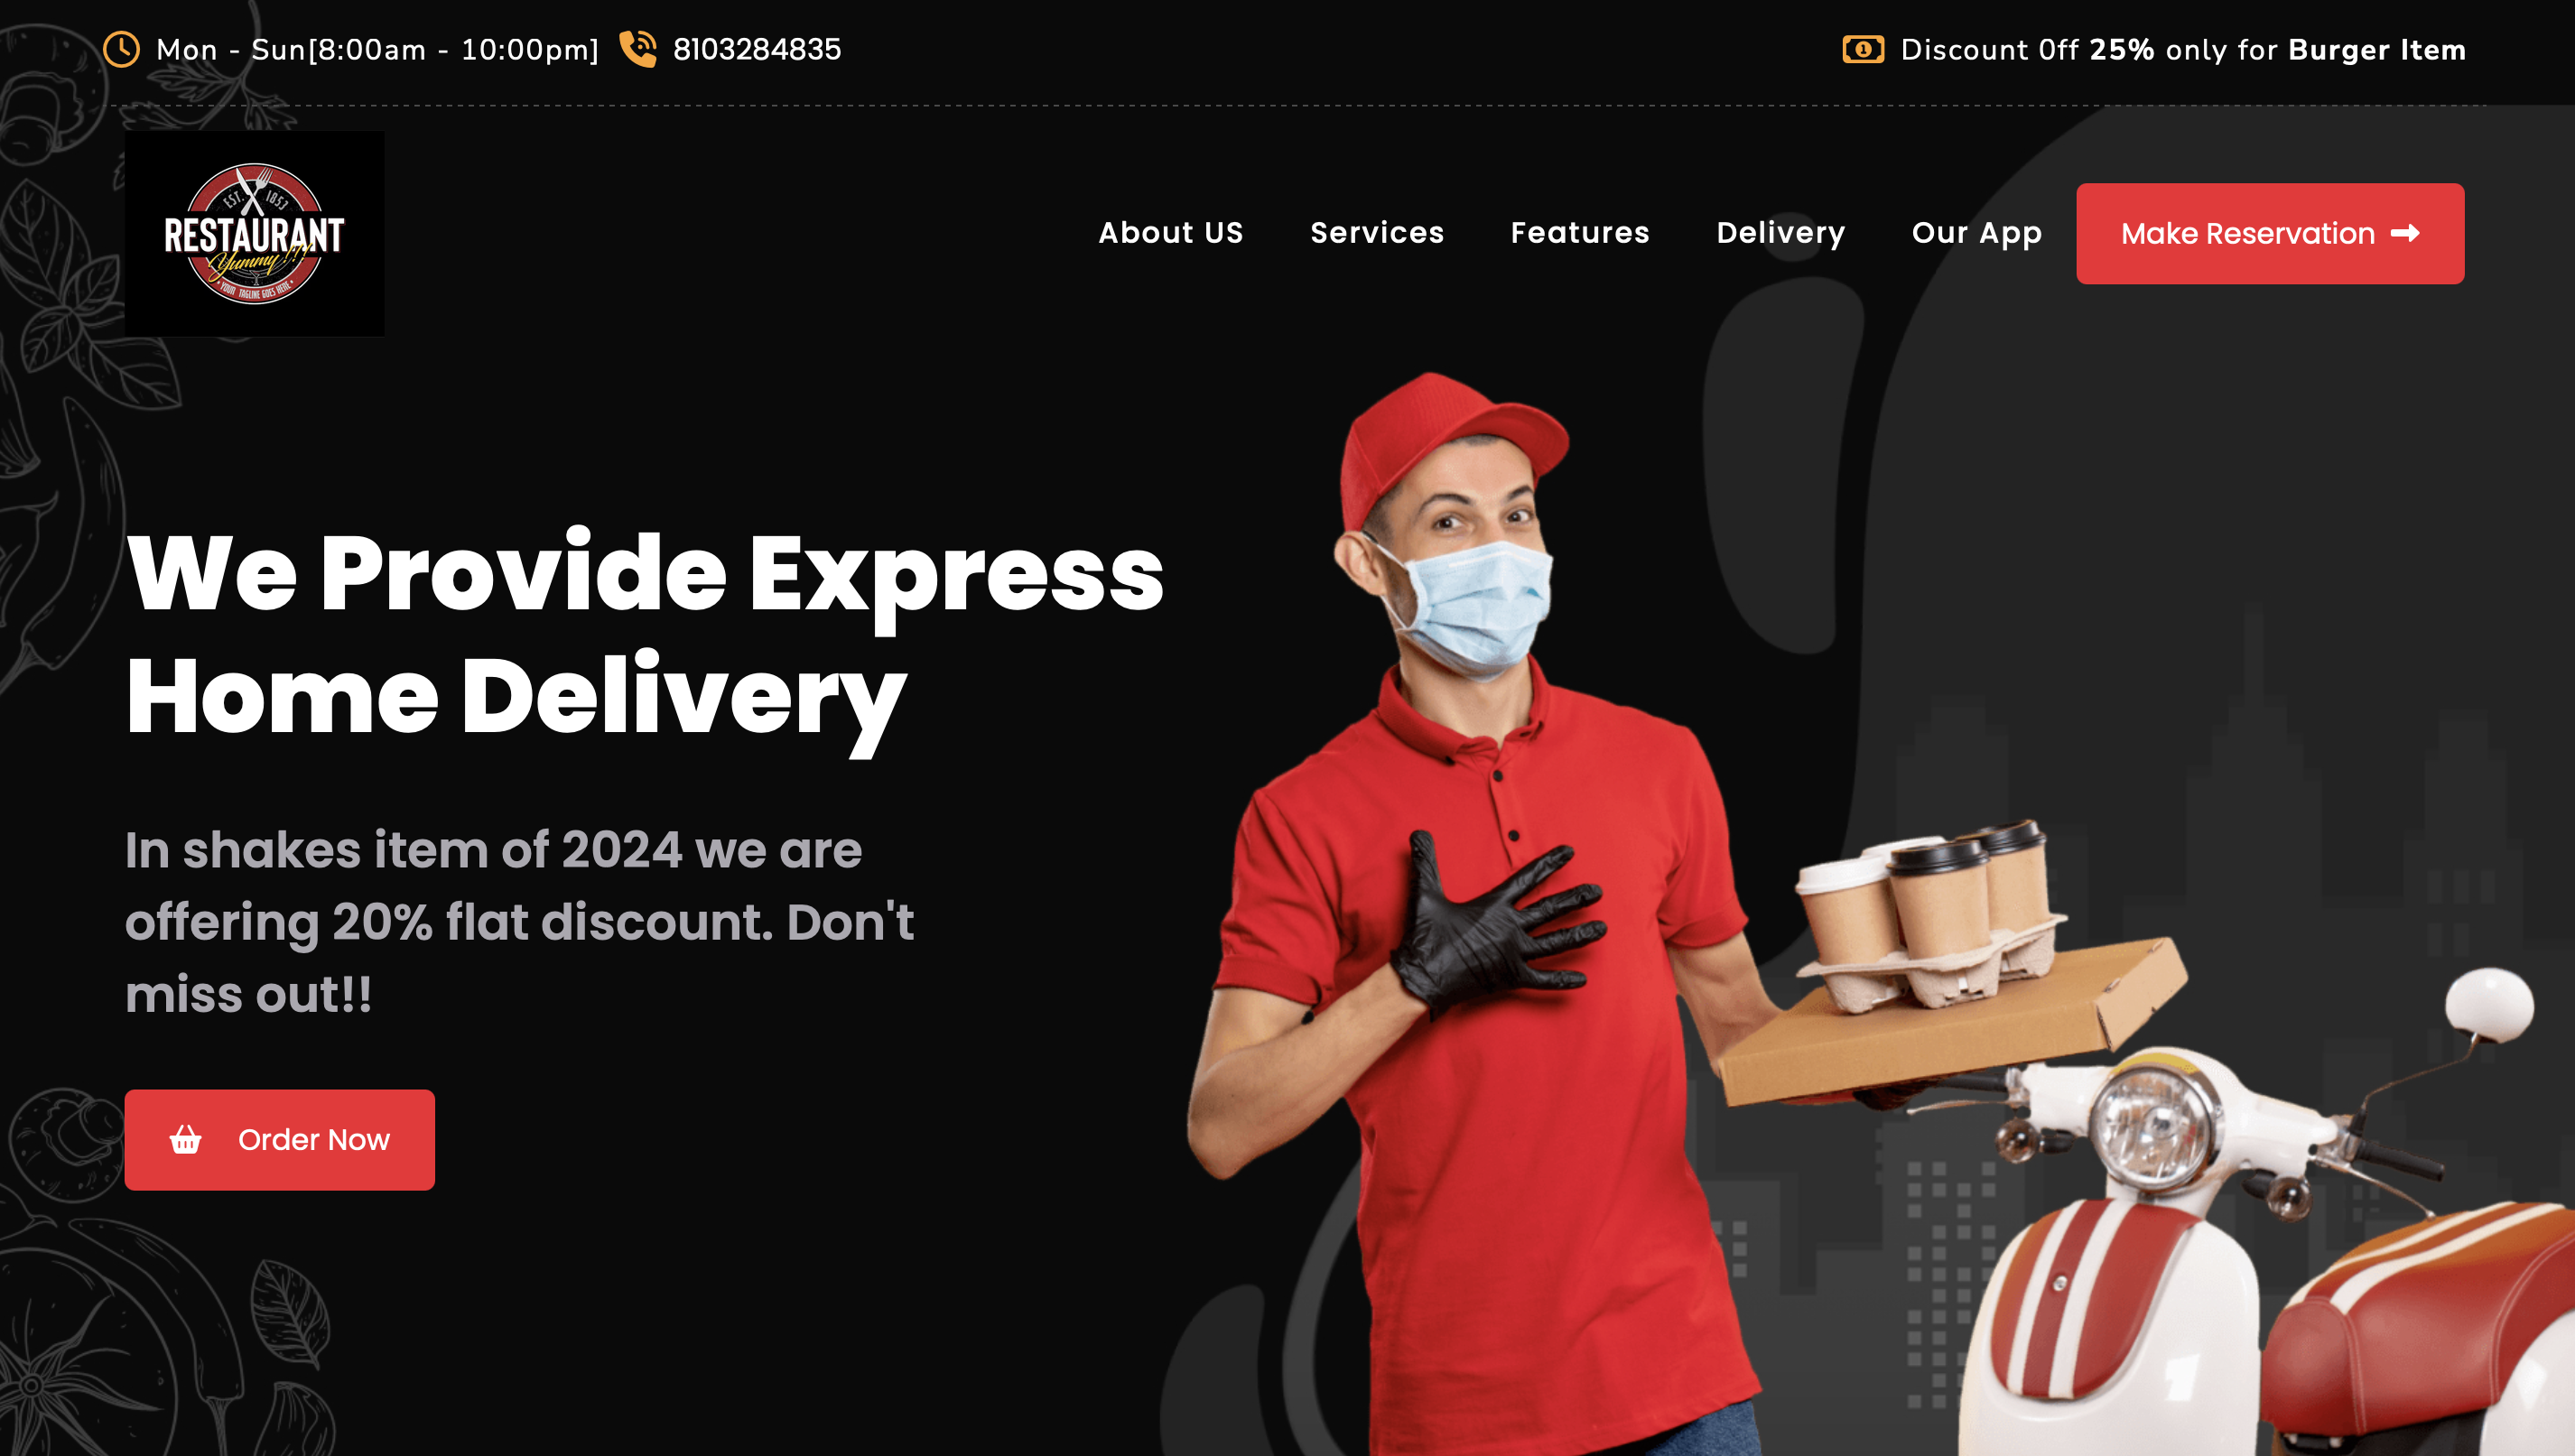 Mon - Sun[8:00am - 10:00pm] 8103284835
Discount 0ff 25% only for Burger Item
EST. 1853
RESTAURANT
Yummy !!!
• YOUR TAGLINE GOES HERE •
About US Services Features Delivery Our App Make Reservation
We Provide Express
Home Delivery
In shakes item of 2024 we are
offering 20% flat discount. Don't
miss out!!
Order Now